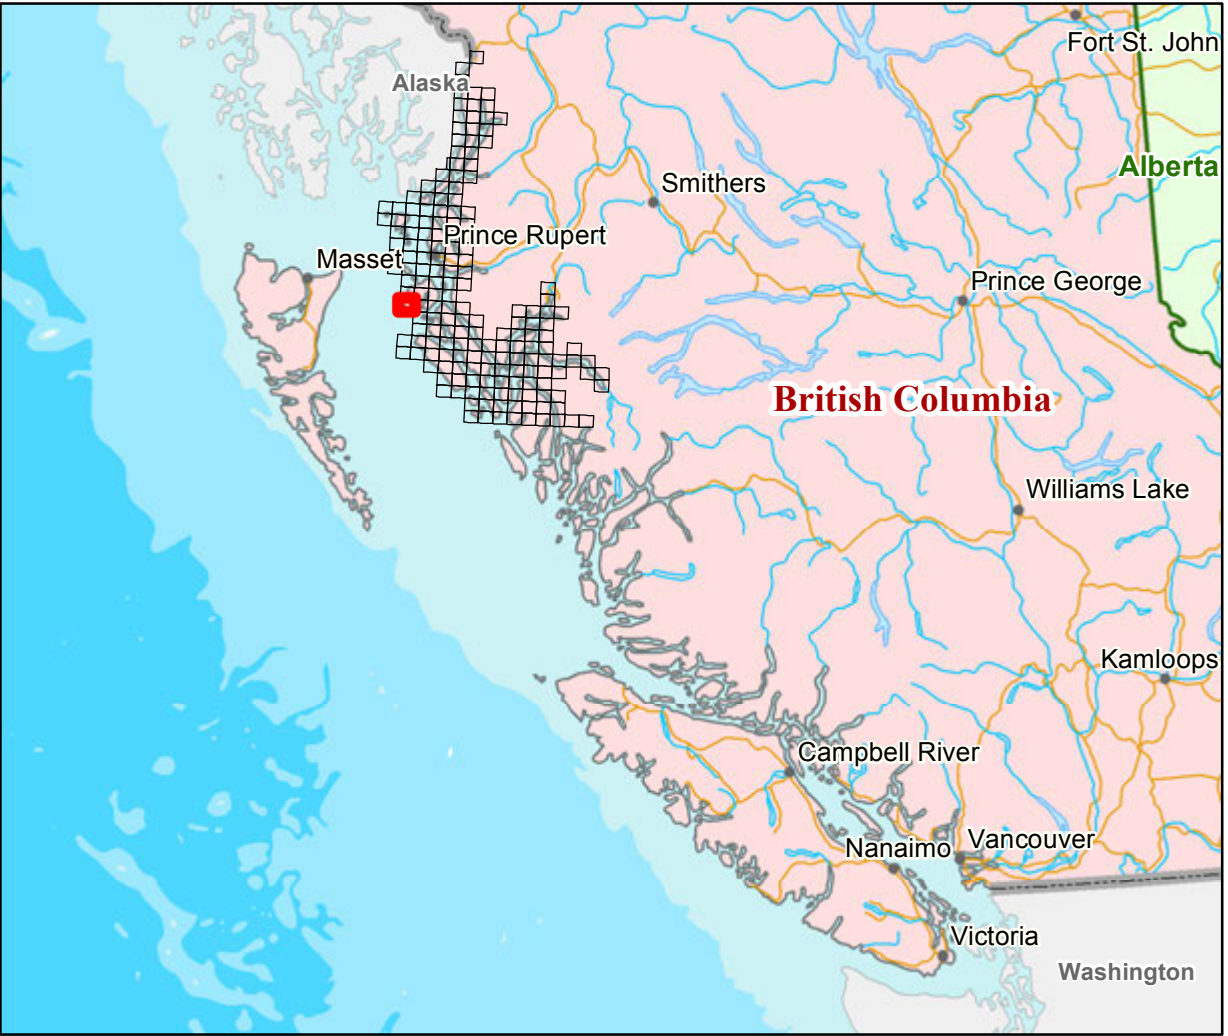 Fort St. John
Alaska
Alberta
Smithers
Prince Rupert
Masset
Prince George
British Columbia
Williams Lake
Kamloops
Campbell River
Vancouver
Nanaimo
Victoria
Washington